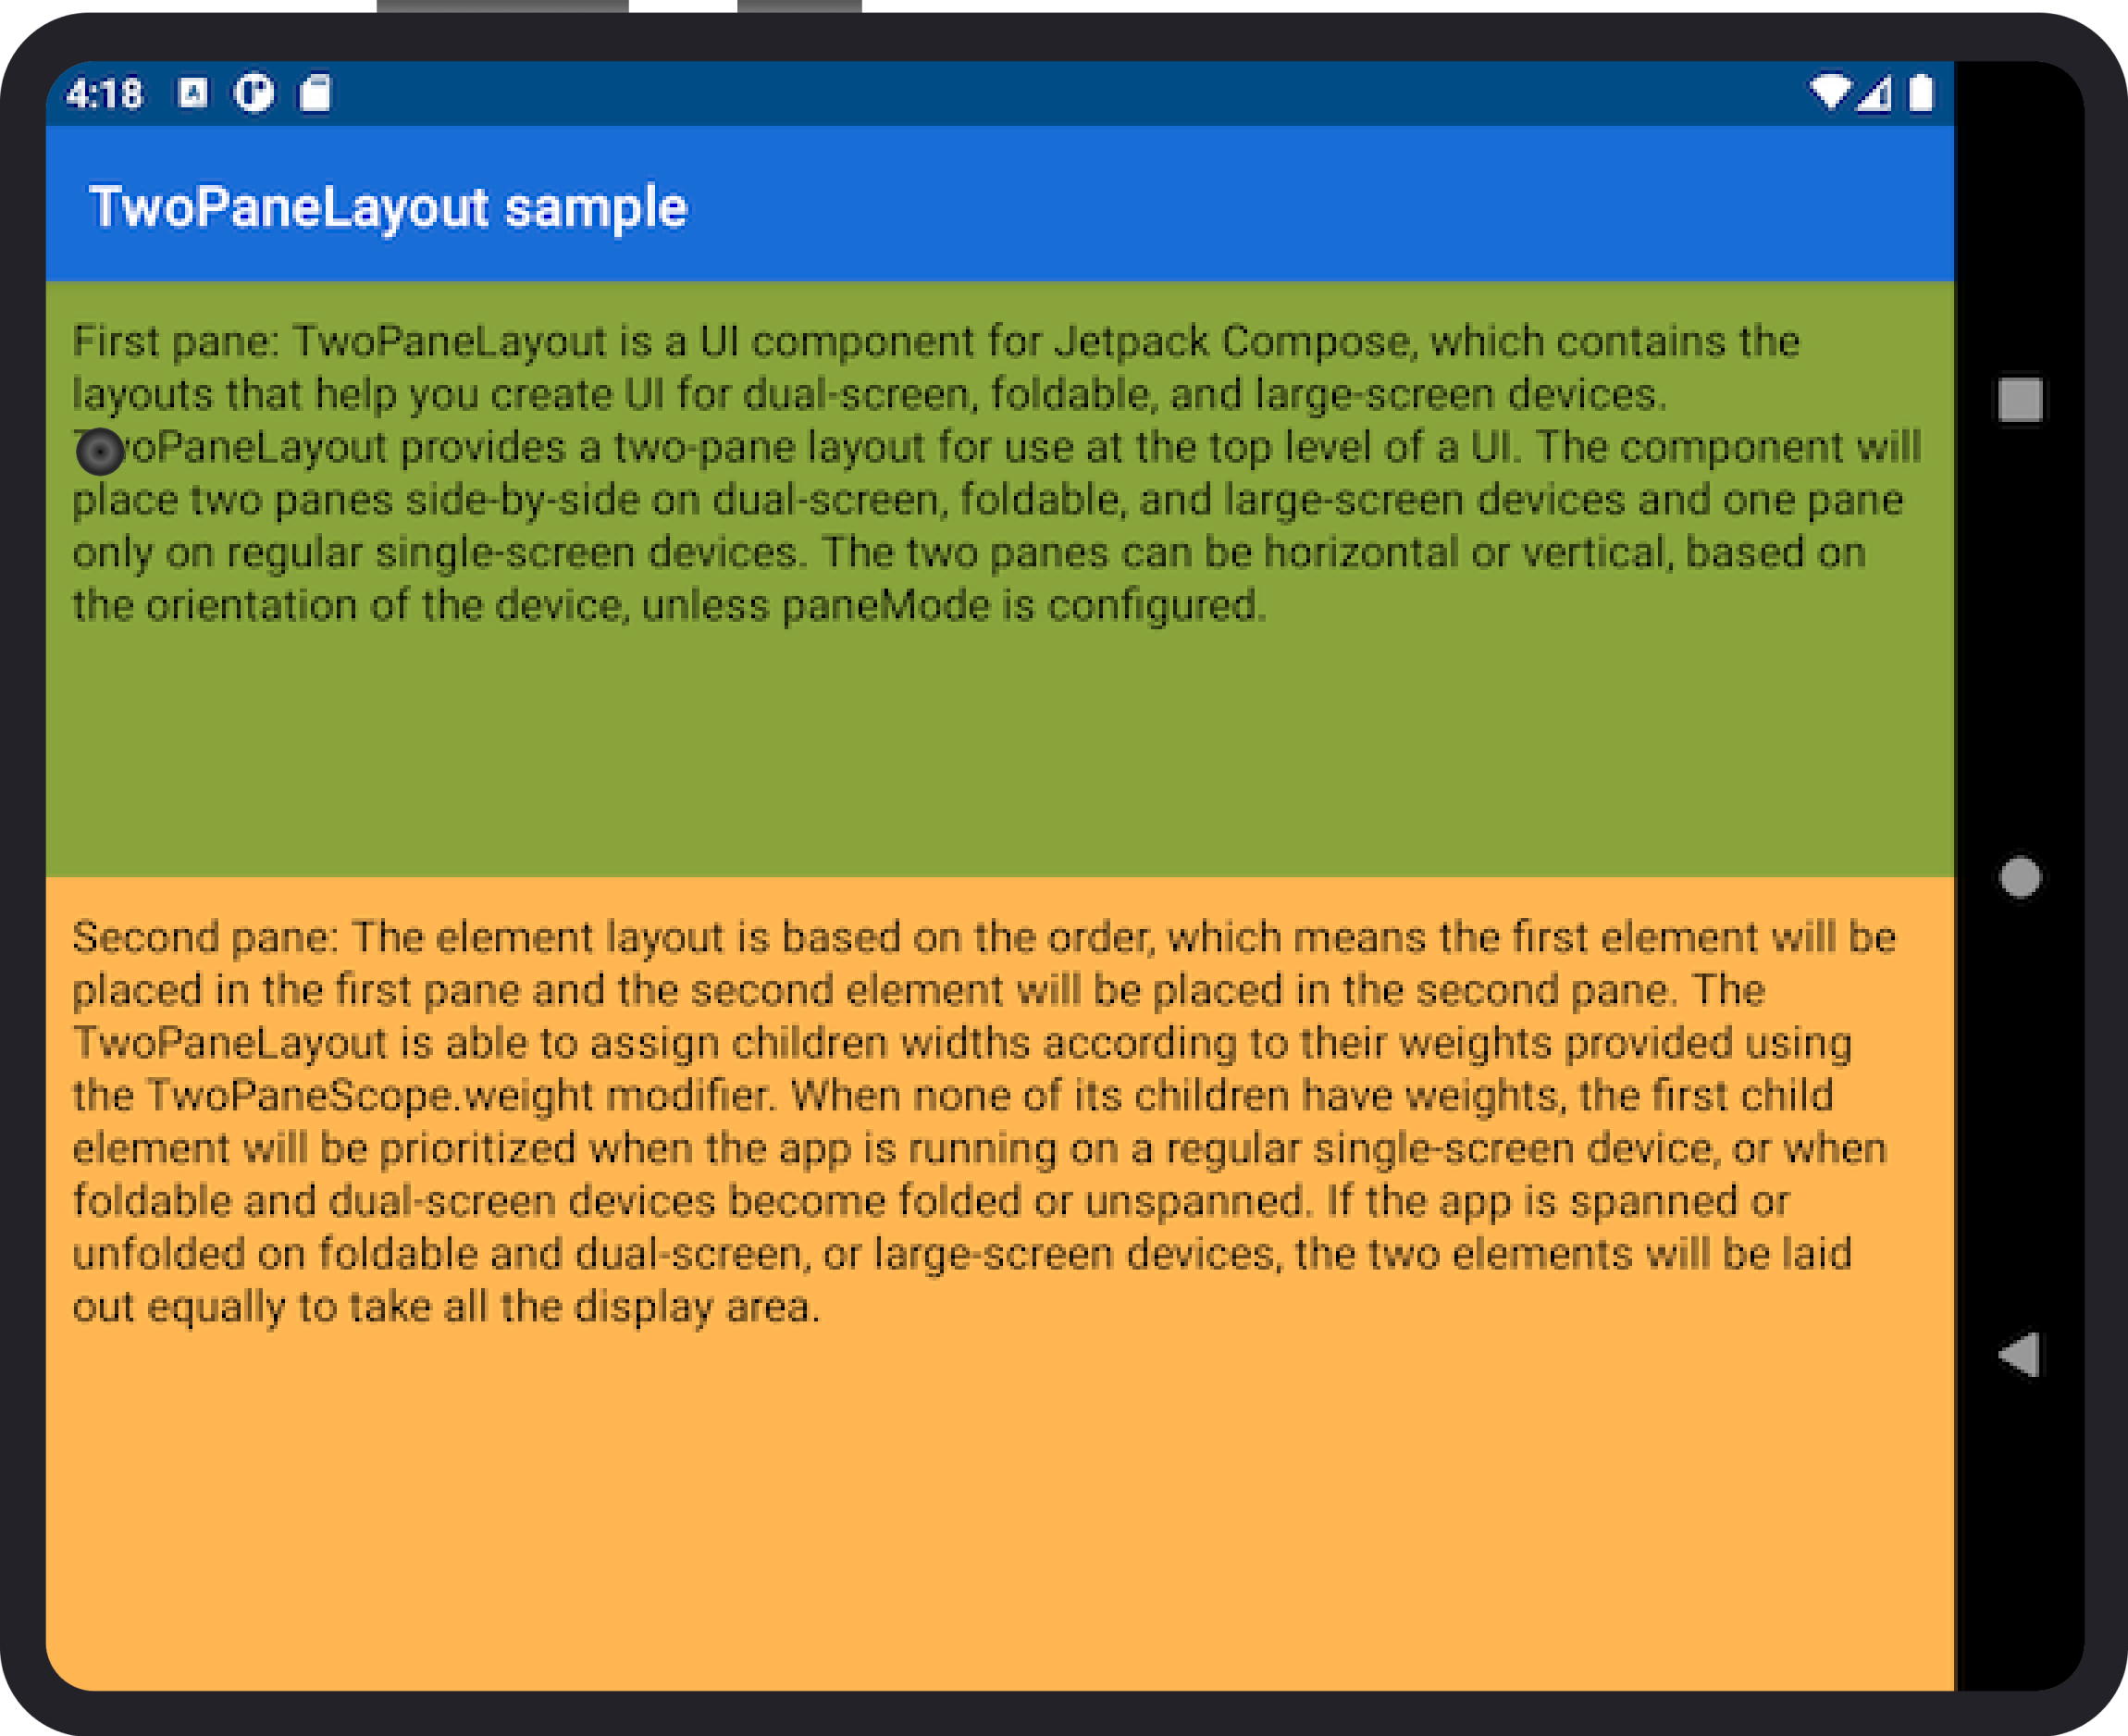 4:18
TwoPaneLayout sample
First pane: TwoPaneLayout is a UI component for Jetpack Compose, which contains the
layouts that help you create UI for dual-screen, foldable, and large-screen devices.
TwoPaneLayout provides a two-pane layout for use at the top level of a UI. The component will
place two panes side-by-side on dual-screen, foldable, and large-screen devices and one pane
only on regular single-screen devices. The two panes can be horizontal or vertical, based on
the orientation of the device, unless paneMode is configured.
Second pane: The element layout is based on the order, which means the first element will be
placed in the first pane and the second element will be placed in the second pane. The
TwoPaneLayout is able to assign children widths according to their weights provided using
the TwoPaneScope.weight modifier. When none of its children have weights, the first child
element will be prioritized when the app is running on a regular single-screen device, or when
foldable and dual-screen devices become folded or unspanned. If the app is spanned or
unfolded on foldable and dual-screen, or large-screen devices, the two elements will be laid
out equally to take all the display area.